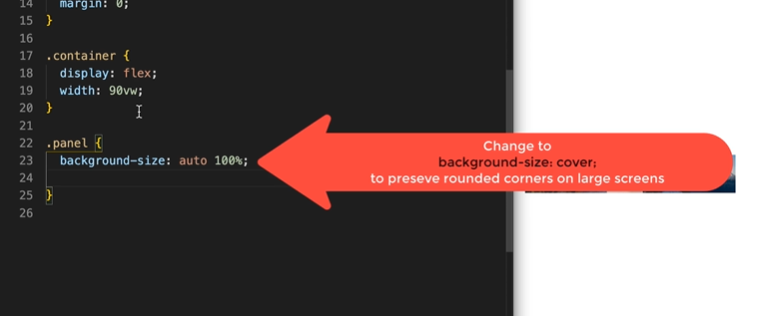 14 margin: 0;
15 }
16
17 .container {
18 display: flex;
19 width: 90vw;
20 }
21
22 .panel {
23 background-size: auto 100%;
24
25 }
26
Change to
background-size: cover;
to preseve rounded corners on large screens